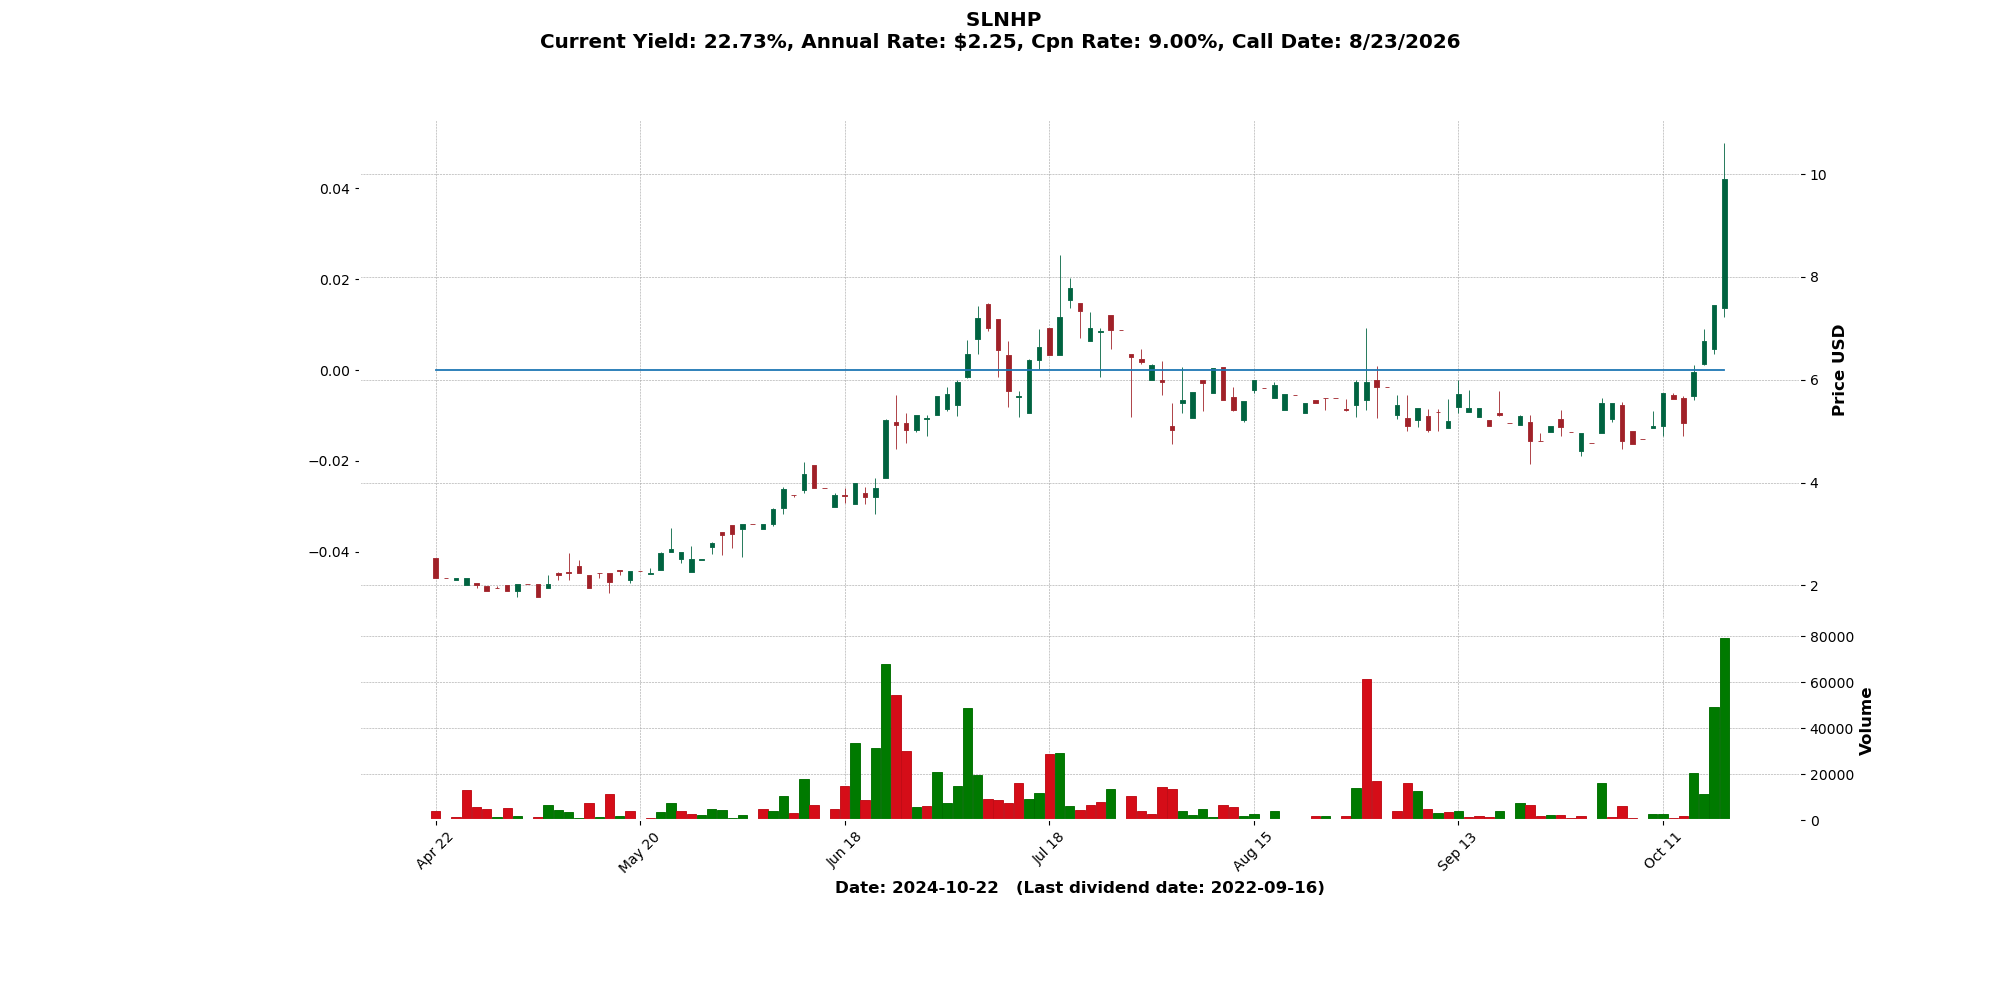 SLNHP
Current Yield: 22.73%, Annual Rate: $2.25, Cpn Rate: 9.00%, Call Date: 8/23/2026
0.04
0.02
0.00
−0.02
−0.04
10
8
6
4
2
Price USD
80000
60000
40000
20000
0
Volume
Apr 22
May 20
Jun 18
Jul 18
Aug 15
Sep 13
Oct 11
Date: 2024-10-22   (Last dividend date: 2022-09-16)